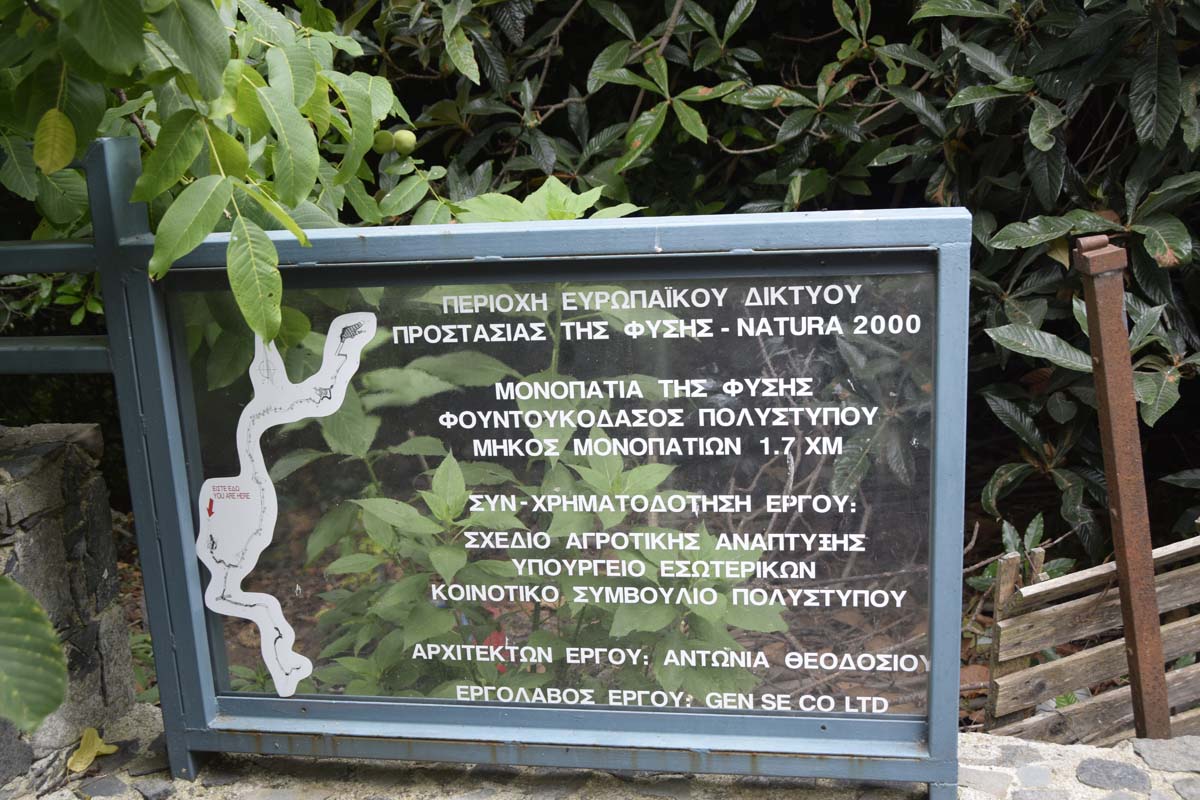 ΠΕΡΙΟΧΗ ΕΥΡΩΠΑΪΚΟΥ ΔΙΚΤΥΟΥ
ΠΡΟΣΤΑΣΙΑΣ ΤΗΣ ΦΥΣΗΣ - NATURA 2000
ΜΟΝΟΠΑΤΙΑ ΤΗΣ ΦΥΣΗΣ
ΦΟΥΝΤΟΥΚΟΔΑΣΟΣ ΠΟΛΥΣΤΥΠΟΥ
ΜΗΚΟΣ ΜΟΝΟΠΑΤΙΩΝ 1.7 ΧΜ
ΕΙΣΤΕ ΕΔΩ
YOU ARE HERE
ΣΥΝ-ΧΡΗΜΑΤΟΔΟΤΗΣΗ ΕΡΓΟΥ:
ΣΧΕΔΙΟ ΑΓΡΟΤΙΚΗΣ ΑΝΑΠΤΥΞΗΣ
ΥΠΟΥΡΓΕΙΟ ΕΣΩΤΕΡΙΚΩΝ
ΚΟΙΝΟΤΙΚΟ ΣΥΜΒΟΥΛΙΟ ΠΟΛΥΣΤΥΠΟΥ
ΑΡΧΙΤΕΚΤΩΝ ΕΡΓΟΥ: ΑΝΤΩΝΙΑ ΘΕΟΔΟΣΙΟΥ
ΕΡΓΟΛΑΒΟΣ ΕΡΓΟΥ: GEN SE CO LTD